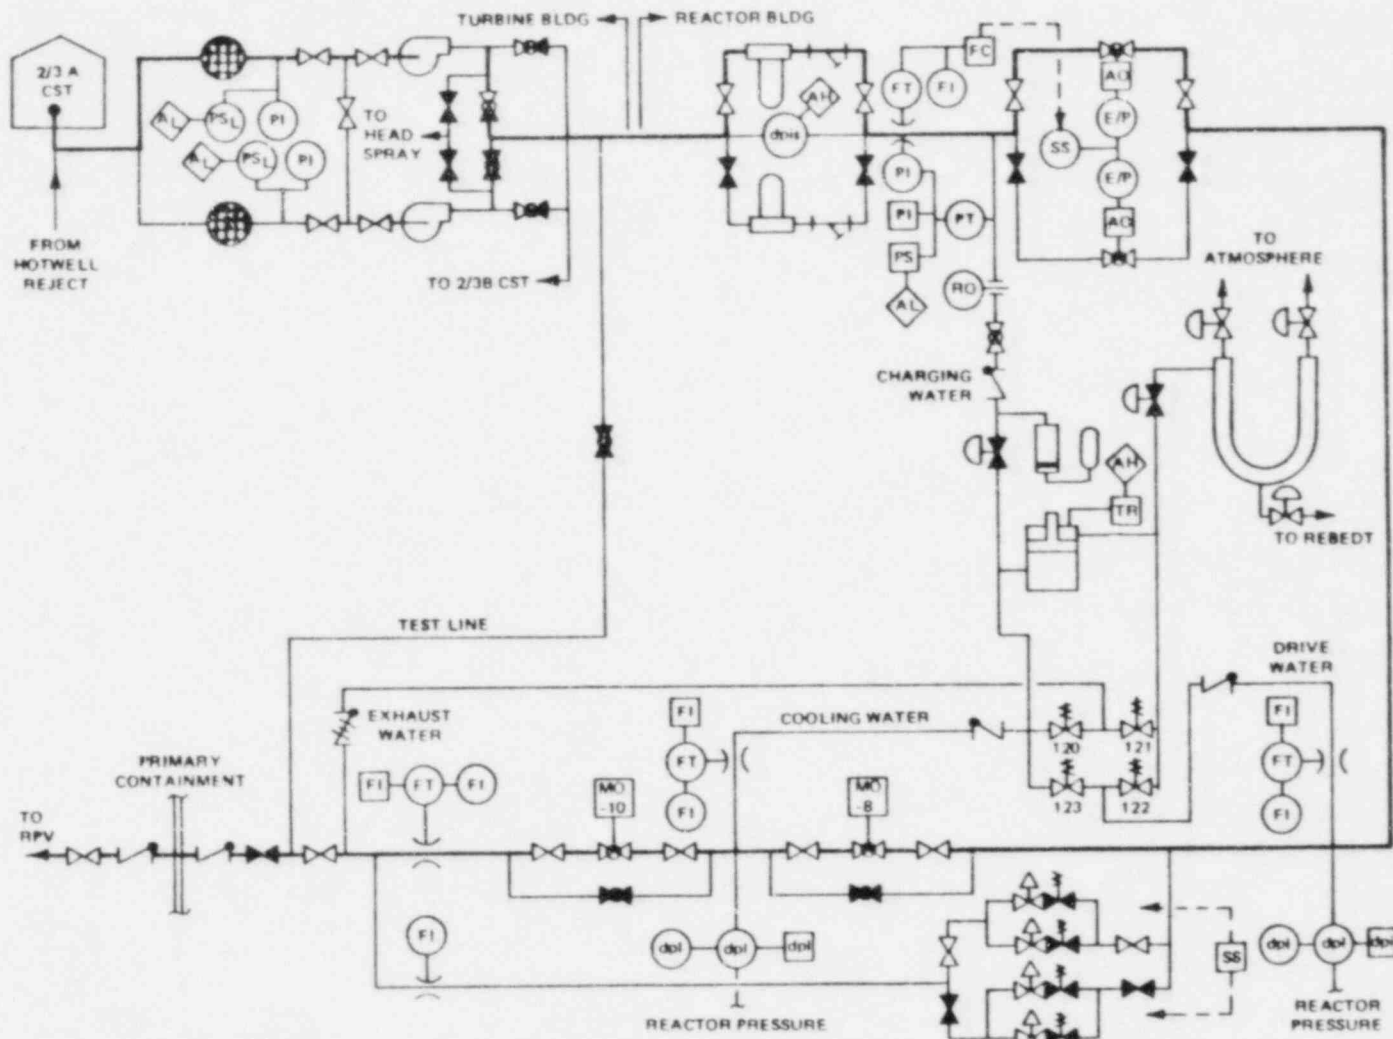 TURBINE BLDG
REACTOR BLDG
2/3 A
CST
AL
PSL
PI
AL
PSL
PI
TO
HEAD
SPRAY
FROM
HOTWELL
REJECT
TO 2/3B CST
AH
dpis
FT
FI
FC
PI
PI
PT
PS
AL
RO
SS
AO
E/P
E/P
AO
TO
ATMOSPHERE
CHARGING
WATER
AH
TR
TO REBEDT
TEST LINE
DRIVE
WATER
EXHAUST
WATER
COOLING WATER
FI
FT
FI
120
121
123
122
FI
FT
FI
PRIMARY
CONTAINMENT
FI
FT
FI
MO
-10
MO
-8
TO
RPV
FI
dpi
dpi
dpi
REACTOR PRESSURE
SS
dpi
dpi
dpi
REACTOR
PRESSURE